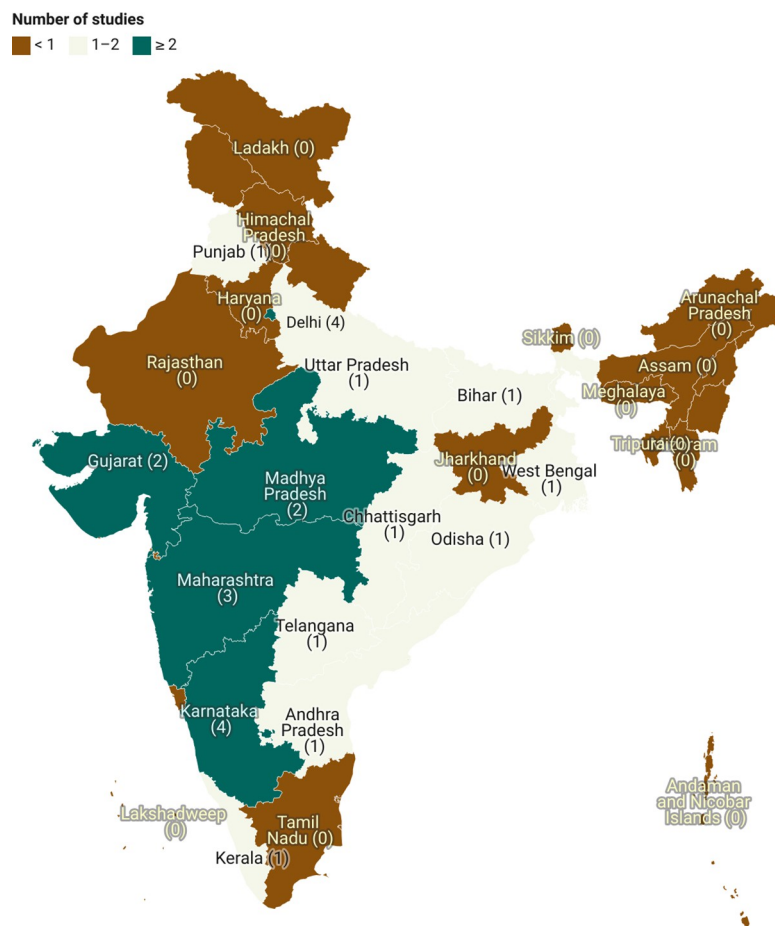 Number of studies
< 1
1–2
≥ 2
Ladakh (0)
Himachal
Pradesh
(0)
Punjab (1)
Haryana
(0)
Delhi (4)
Arunachal
Pradesh
(0)
Sikkim (0)
Rajasthan
(0)
Uttar Pradesh
(1)
Assam (0)
Bihar (1)
Meghalaya
(0)
Tripura (0)
(0)
Gujarat (2)
Jharkhand
(0)
West Bengal
(1)
Madhya
Pradesh
(2)
Chhattisgarh
(1)
Odisha (1)
Maharashtra
(3)
Telangana
(1)
Karnataka
(4)
Andhra
Pradesh
(1)
Andaman
and Nicobar
Islands (0)
Lakshadweep
(0)
Tamil
Nadu (0)
Kerala (1)